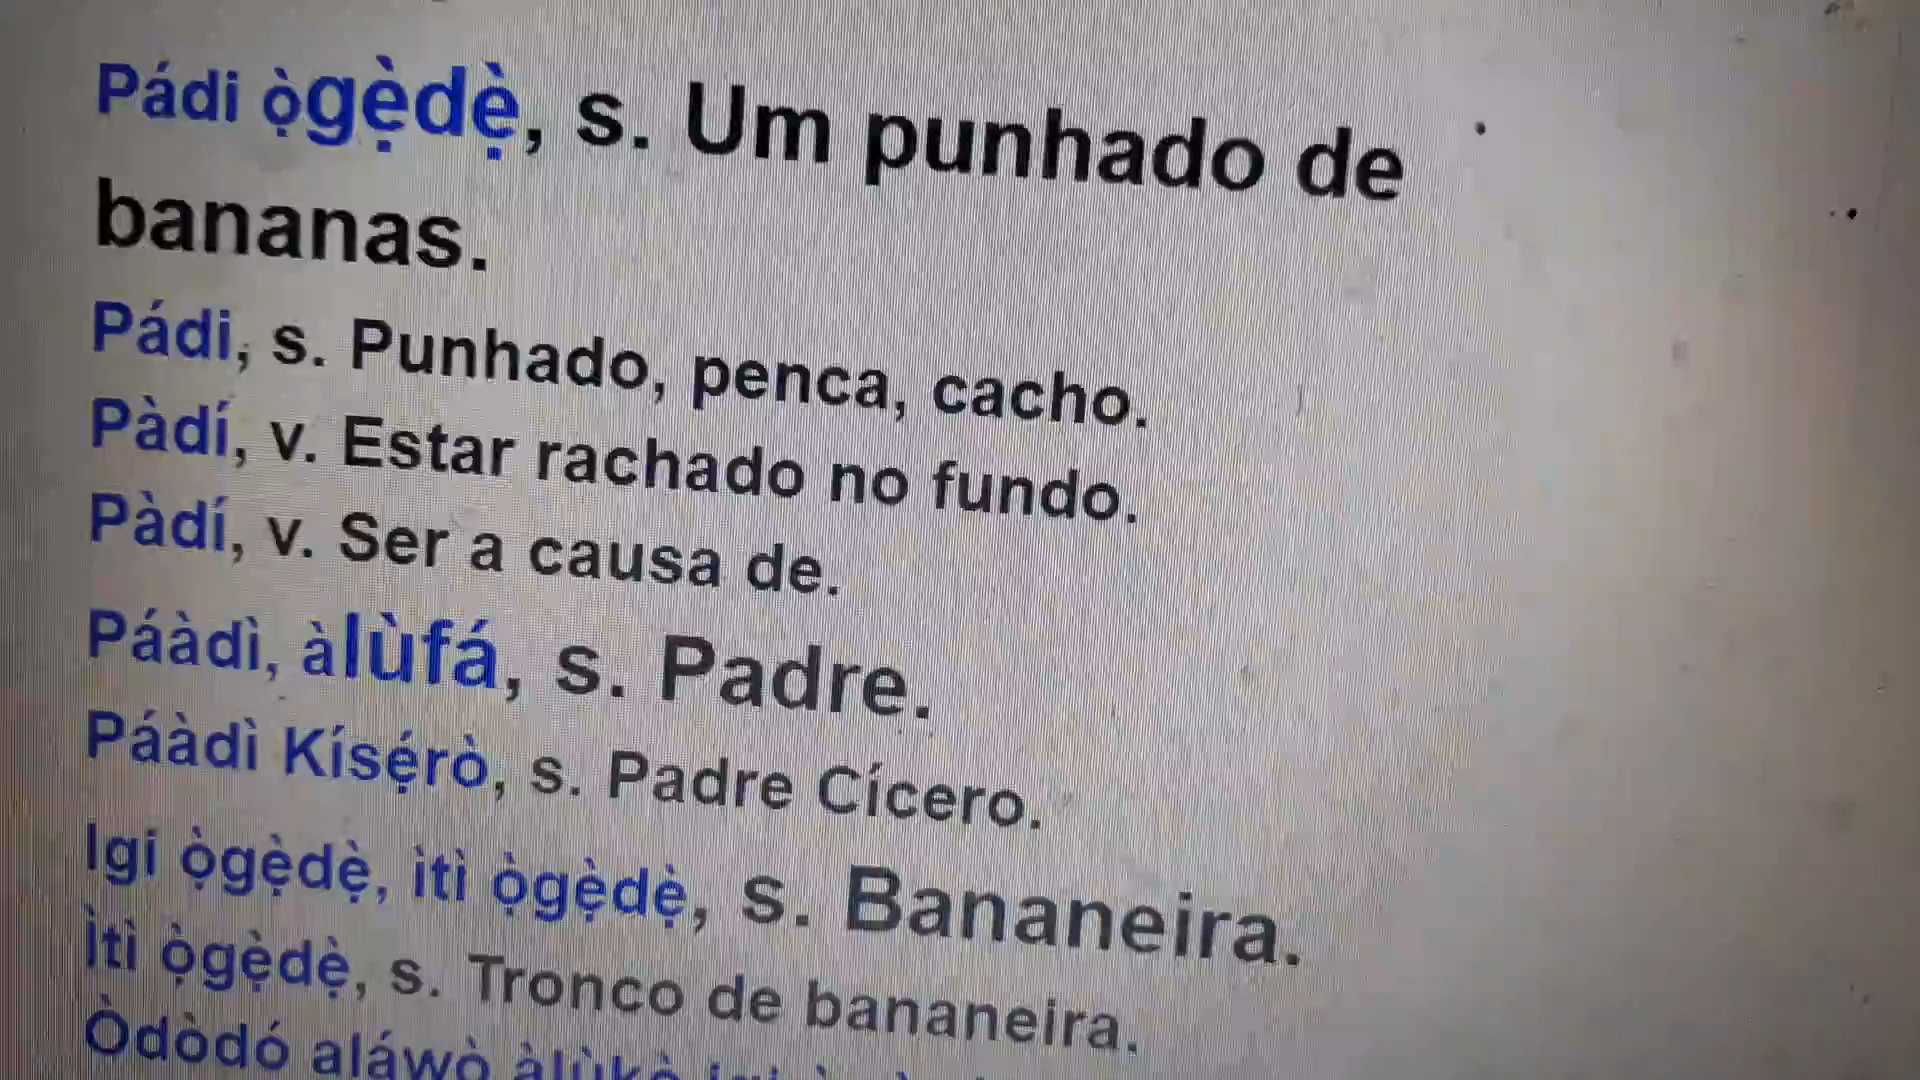 Pádi ọ̀gẹ̀dẹ̀, s. Um punhado de
bananas.
Pádi, s. Punhado, penca, cacho.
Pàdí, v. Estar rachado no fundo.
Pàdí, v. Ser a causa de.
Páàdì, àlùfá, s. Padre.
Páàdì Kísẹ́rò, s. Padre Cícero.
Igi ọ̀gẹ̀dẹ̀, ìtì ọ̀gẹ̀dẹ̀, s. Bananeira.
Ìtì ọ̀gẹ̀dẹ̀, s. Tronco de bananeira.
Òdòdó aláwọ̀